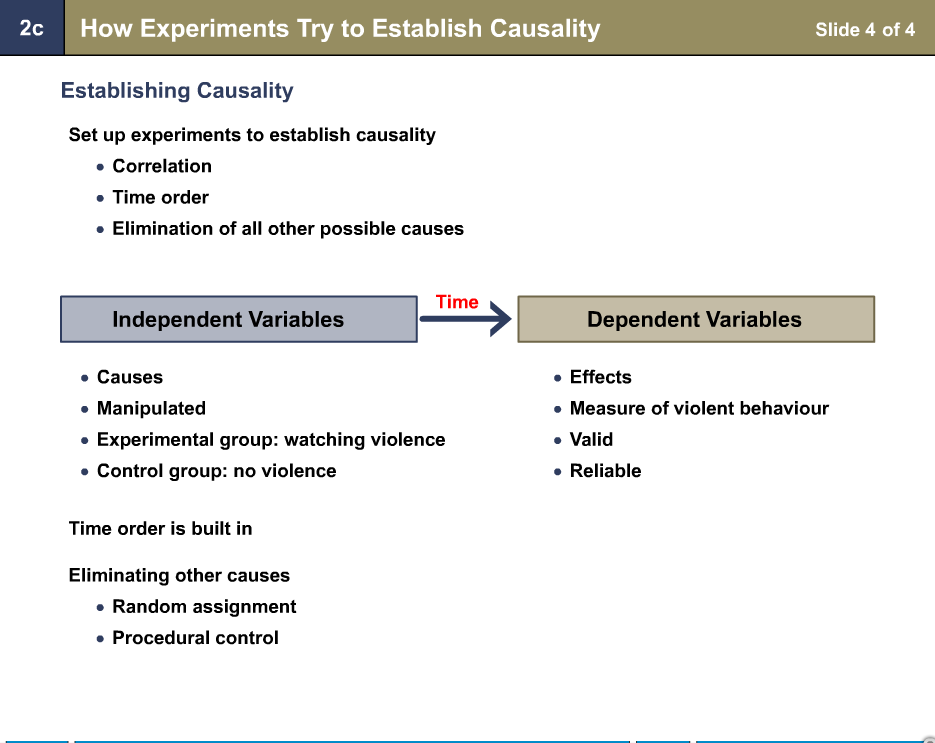 2c
How Experiments Try to Establish Causality
Slide 4 of 4
Establishing Causality
Set up experiments to establish causality
• Correlation
• Time order
• Elimination of all other possible causes
Independent Variables
Time
Dependent Variables
• Causes
• Manipulated
• Experimental group: watching violence
• Control group: no violence
• Effects
• Measure of violent behaviour
• Valid
• Reliable
Time order is built in
Eliminating other causes
• Random assignment
• Procedural control